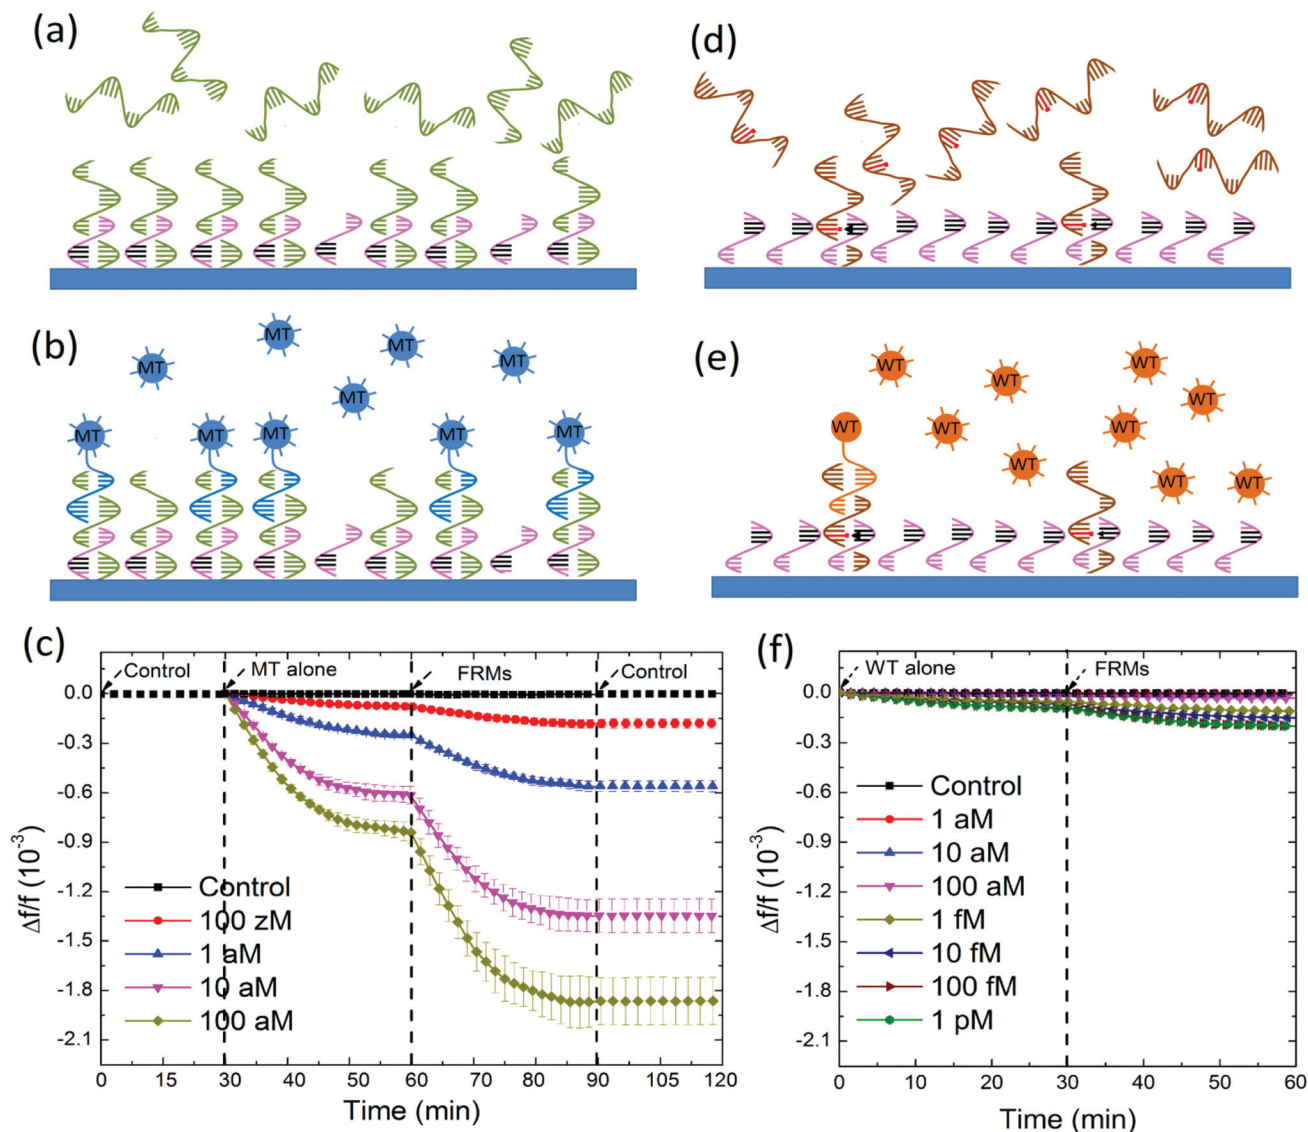 (a)
(d)
(b)
MT
MT
MT
MT
MT
MT
MT
MT
MT
MT
(e)
WT
WT
WT
WT
WT
WT
WT
WT
WT
WT
(c)
Control
MT alone
FRMs
Control
0.0
-0.3
-0.6
-0.9
-1.2
-1.5
-1.8
-2.1
Δf/f (10⁻³)
Control
100 zM
1 aM
10 aM
100 aM
0 15 30 40 50 60 70 80 90 105 120
Time (min)
(f)
WT alone
FRMs
0.0
-0.3
-0.6
-0.9
-1.2
-1.5
-1.8
-2.1
Δf/f (10⁻³)
Control
1 aM
10 aM
100 aM
1 fM
10 fM
100 fM
1 pM
0 10 20 30 40 50 60
Time (min)